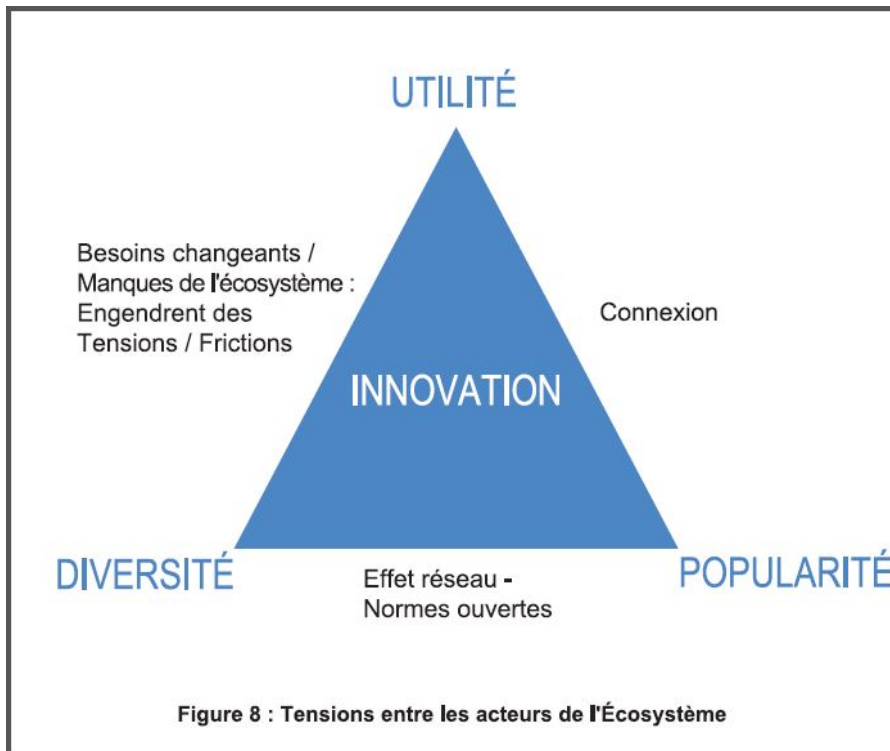 UTILITÉ
Besoins changeants /
Manques de l'écosystème :
Engendrent des
Tensions / Frictions
Connexion
INNOVATION
DIVERSITÉ
Effet réseau -
Normes ouvertes
POPULARITÉ
Figure 8 : Tensions entre les acteurs de l'Écosystème